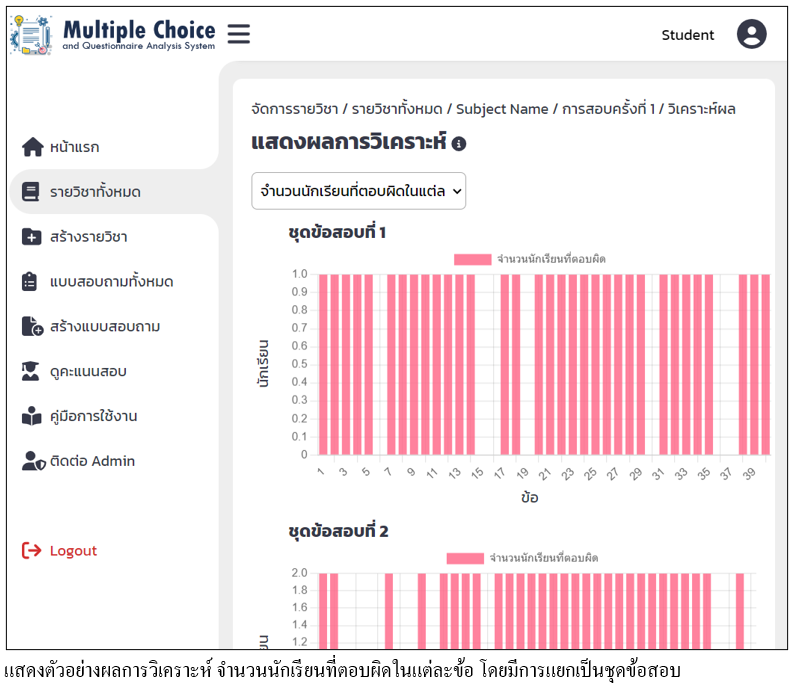 Multiple Choice
and Questionnaire Analysis System
Student
หน้าแรก
รายวิชาทั้งหมด
สร้างรายวิชา
แบบสอบถามทั้งหมด
สร้างแบบสอบถาม
ดูคะแนนสอบ
คู่มือการใช้งาน
ติดต่อ Admin
Logout
จัดการรายวิชา / รายวิชาทั้งหมด / Subject Name / การสอบครั้งที่ 1 / วิเคราะห์ผล
แสดงผลการวิเคราะห์
จำนวนนักเรียนที่ตอบผิดในแต่ล
ชุดข้อสอบที่ 1
จำนวนนักเรียนที่ตอบผิด
1.0
0.9
0.8
0.7
0.6
0.5
0.4
0.3
0.2
0.1
0
นักเรียน
1 3 5 7 9 11 13 15 17 19 21 23 25 27 29 31 33 35 37 39
ข้อ
ชุดข้อสอบที่ 2
จำนวนนักเรียนที่ตอบผิด
2.0
1.8
1.6
1.4
1.2
แสดงตัวอย่างผลการวิเคราะห์ จำนวนนักเรียนที่ตอบผิดในแต่ละข้อ โดยมีการแยกเป็นชุดข้อสอบ